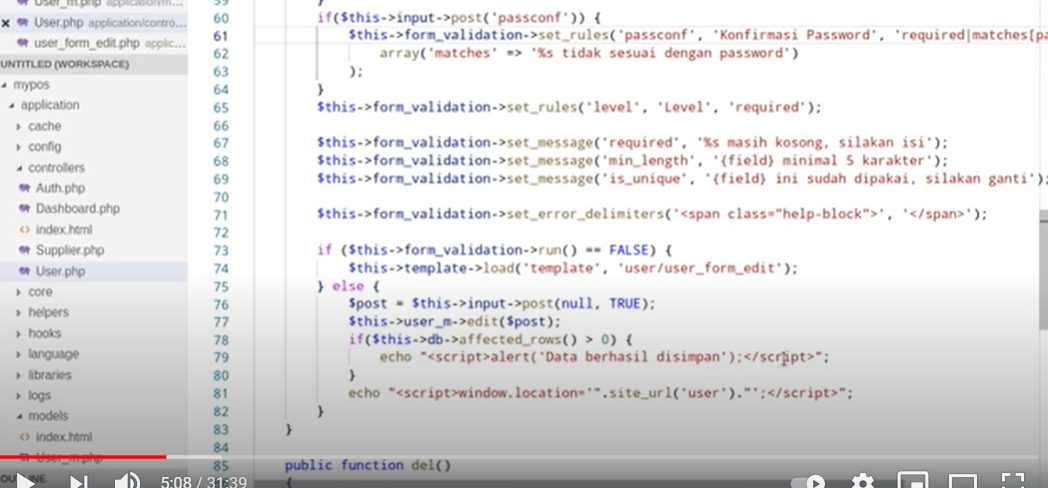 User_m.php application/m...
× User.php application/contro...
user_form_edit.php applic...
UNTITLED (WORKSPACE)
mypos
application
cache
config
controllers
Auth.php
Dashboard.php
index.html
Supplier.php
User.php
core
helpers
hooks
language
libraries
logs
models
index.html
User_m.php
59 }
60 if($this->input->post('passconf')) {
61 $this->form_validation->set_rules('passconf', 'Konfirmasi Password', 'required|matches[pa
62 array('matches' => '%s tidak sesuai dengan password')
63 );
64 }
65 $this->form_validation->set_rules('level', 'Level', 'required');
66
67 $this->form_validation->set_message('required', '%s masih kosong, silakan isi');
68 $this->form_validation->set_message('min_length', '{field} minimal 5 karakter');
69 $this->form_validation->set_message('is_unique', '{field} ini sudah dipakai, silakan ganti');
70
71 $this->form_validation->set_error_delimiters('<span class="help-block">', '</span>');
72
73 if ($this->form_validation->run() == FALSE) {
74 $this->template->load('template', 'user/user_form_edit');
75 } else {
76 $post = $this->input->post(null, TRUE);
77 $this->user_m->edit($post);
78 if($this->db->affected_rows() > 0) {
79 echo "<script>alert('Data berhasil disimpan');</script>";
80 }
81 echo "<script>window.location='".site_url('user')."';</script>";
82 }
83 }
84
85 public function del()
{
5:08 / 31:39